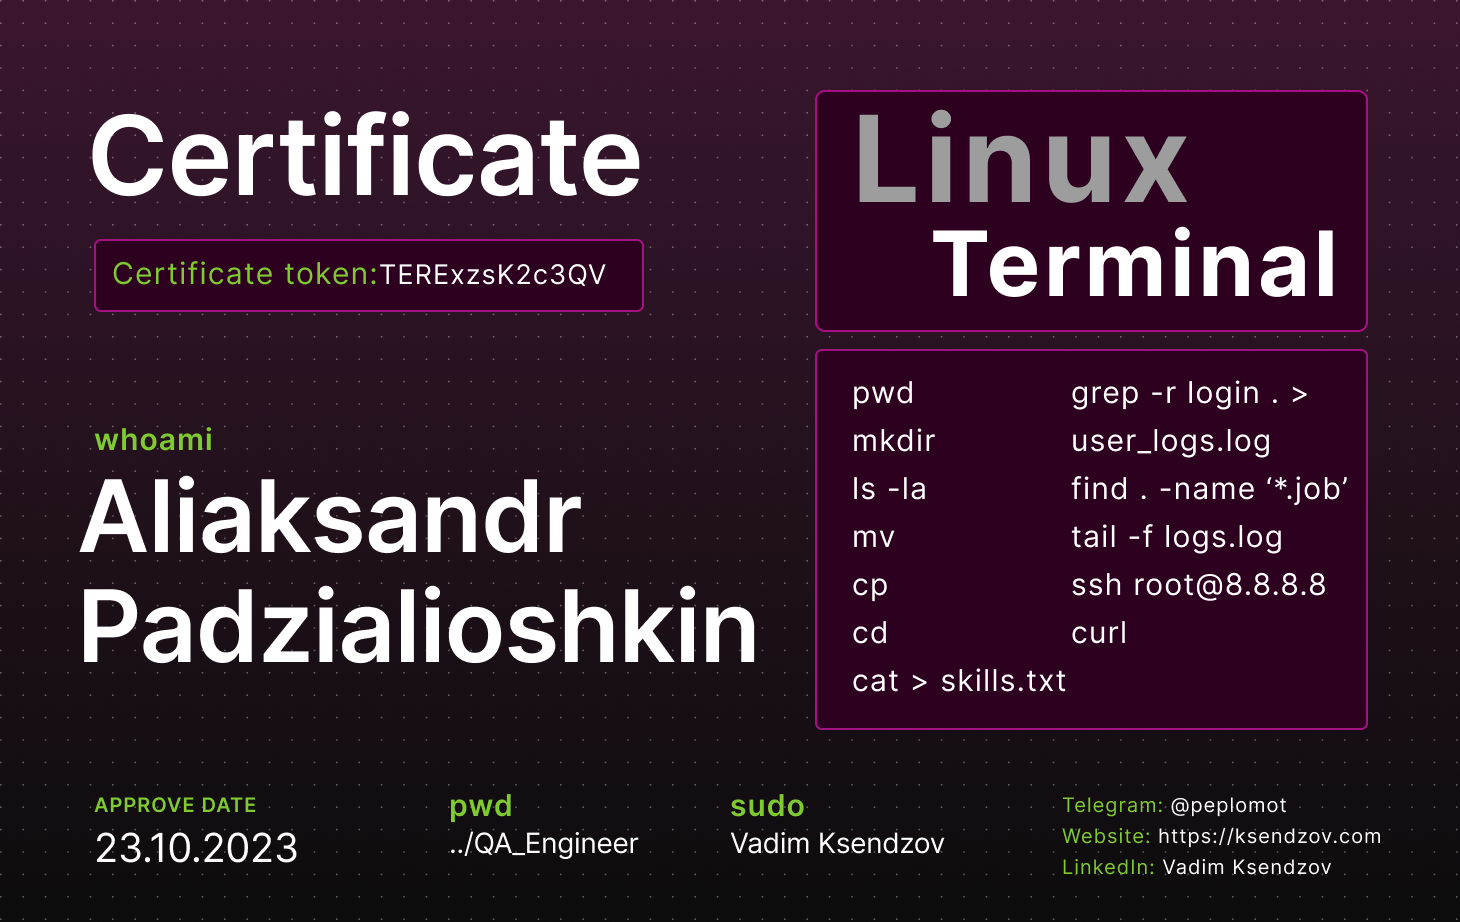 Certificate
Certificate token:TERExzsK2c3QV
whoami
Aliaksandr
Padzialioshkin
Linux
Terminal
pwd
mkdir
ls -la
mv
cp
cd
cat > skills.txt
grep -r login . >
user_logs.log
find . -name ‘*.job’
tail -f logs.log
ssh root@8.8.8.8
curl
APPROVE DATE
23.10.2023
pwd
../QA_Engineer
sudo
Vadim Ksendzov
Telegram: @peplomot
Website: https://ksendzov.com
LinkedIn: Vadim Ksendzov